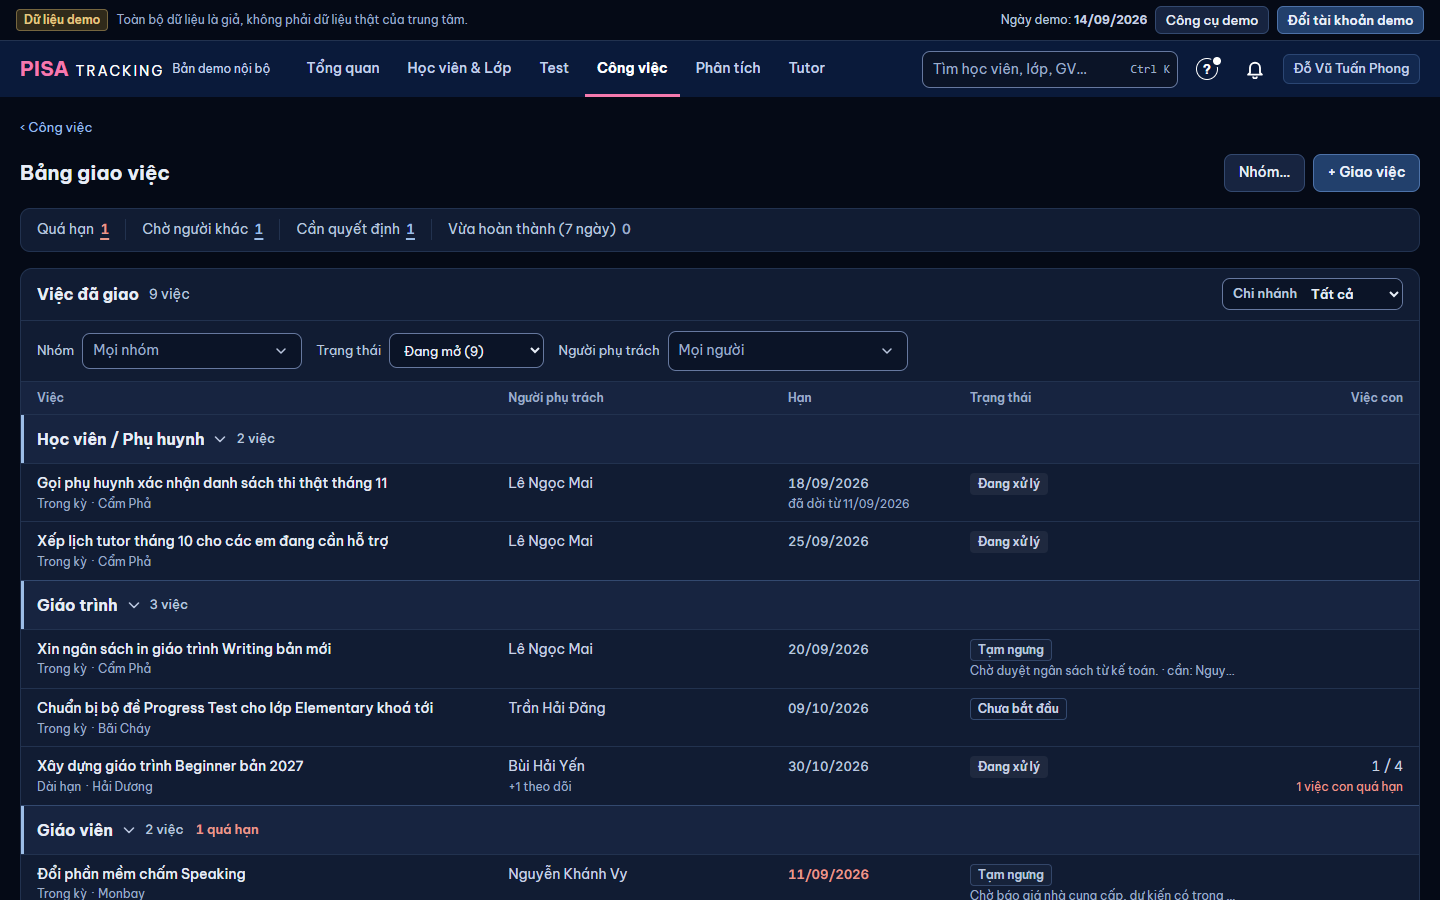 Dữ liệu demo Toàn bộ dữ liệu là giả, không phải dữ liệu thật của trung tâm. Ngày demo: 14/09/2026 Công cụ demo Đổi tài khoản demo
PISA TRACKING Bản demo nội bộ Tổng quan Học viên & Lớp Test Công việc Phân tích Tutor Tìm học viên, lớp, GV... Ctrl K ? Đỗ Vũ Tuấn Phong
‹ Công việc
Bảng giao việc Nhóm... + Giao việc
Quá hạn 1 Chờ người khác 1 Cần quyết định 1 Vừa hoàn thành (7 ngày) 0
Việc đã giao 9 việc Chi nhánh Tất cả
Nhóm Mọi nhóm Trạng thái Đang mở (9) Người phụ trách Mọi người
Việc Người phụ trách Hạn Trạng thái Việc con
Học viên / Phụ huynh 2 việc
Gọi phụ huynh xác nhận danh sách thi thật tháng 11 Lê Ngọc Mai 18/09/2026 Đang xử lý
Trong kỳ · Cẩm Phả đã dời từ 11/09/2026
Xếp lịch tutor tháng 10 cho các em đang cần hỗ trợ Lê Ngọc Mai 25/09/2026 Đang xử lý
Trong kỳ · Cẩm Phả
Giáo trình 3 việc
Xin ngân sách in giáo trình Writing bản mới Lê Ngọc Mai 20/09/2026 Tạm ngưng
Trong kỳ · Cẩm Phả Chờ duyệt ngân sách từ kế toán. · cần: Nguy...
Chuẩn bị bộ đề Progress Test cho lớp Elementary khoá tới Trần Hải Đăng 09/10/2026 Chưa bắt đầu
Trong kỳ · Bãi Cháy
Xây dựng giáo trình Beginner bản 2027 Bùi Hải Yến 30/10/2026 Đang xử lý 1 / 4
Dài hạn · Hải Dương +1 theo dõi 1 việc con quá hạn
Giáo viên 2 việc 1 quá hạn
Đổi phần mềm chấm Speaking Nguyễn Khánh Vy 11/09/2026 Tạm ngưng
Trong kỳ · Monbay Chờ báo giá nhà cung cấp, dự kiến có trong ...